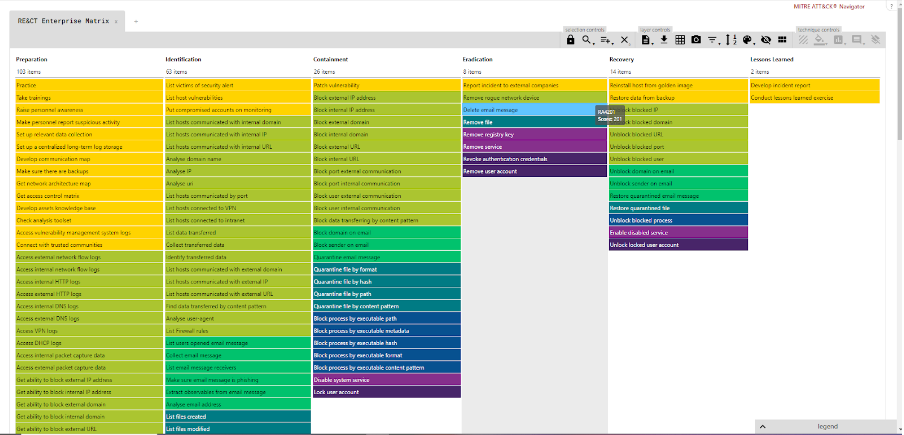 MITRE ATT&CK® Navigator
?
RE&CT Enterprise Matrix x +
selection controls layer controls technique controls
Preparation
103 items
Practice
Take trainings
Raise personnel awareness
Make personnel report suspicious activity
Set up relevant data collection
Set up a centralized long-term log storage
Develop communication map
Make sure there are backups
Get network architecture map
Get access control matrix
Develop assets knowledge base
Check analysis toolset
Access vulnerability management system logs
Connect with trusted communities
Access external network flow logs
Access internal network flow logs
Access internal HTTP logs
Access external HTTP logs
Access internal DNS logs
Access external DNS logs
Access VPN logs
Access DHCP logs
Access internal packet capture data
Access external packet capture data
Get ability to block external IP address
Get ability to block internal IP address
Get ability to block external domain
Get ability to block internal domain
Get ability to block external URL
Identification
63 items
List victims of security alert
List host vulnerabilities
Put compromised accounts on monitoring
List hosts communicated with internal domain
List hosts communicated with internal IP
List hosts communicated with internal URL
Analyse domain name
Analyse IP
Analyse uri
List hosts communicated by port
List hosts connected to VPN
List hosts connected to intranet
List data transferred
Collect transferred data
Identify transferred data
List hosts communicated with external domain
List hosts communicated with external IP
List hosts communicated with external URL
Find data transferred by content pattern
Analyse user-agent
List Firewall rules
List users opened email message
Collect email message
List email message receivers
Make sure email message is phishing
Extract observables from email message
Analyse email address
List files created
List files modified
Containment
26 items
Patch vulnerability
Block external IP address
Block internal IP address
Block external domain
Block internal domain
Block external URL
Block internal URL
Block port external communication
Block port internal communication
Block user external communication
Block user internal communication
Block data transferring by content pattern
Block domain on email
Block sender on email
Quarantine email message
Quarantine file by format
Quarantine file by hash
Quarantine file by path
Quarantine file by content pattern
Block process by executable path
Block process by executable metadata
Block process by executable hash
Block process by executable format
Block process by executable content pattern
Disable system service
Lock user account
Eradication
8 items
Report incident to external companies
Remove rogue network device
Delete email message
Remove file
Remove registry key
Remove service
Revoke authentication credentials
Remove user account
RA4201
Score: 201
Recovery
14 items
Reinstall host from golden image
Restore data from backup
Unblock blocked IP
Unblock blocked domain
Unblock blocked URL
Unblock blocked port
Unblock blocked user
Unblock domain on email
Unblock sender on email
Restore quarantined email message
Restore quarantined file
Unblock blocked process
Enable disabled service
Unlock locked user account
Lessons Learned
2 items
Develop incident report
Conduct lessons learned exercise
legend